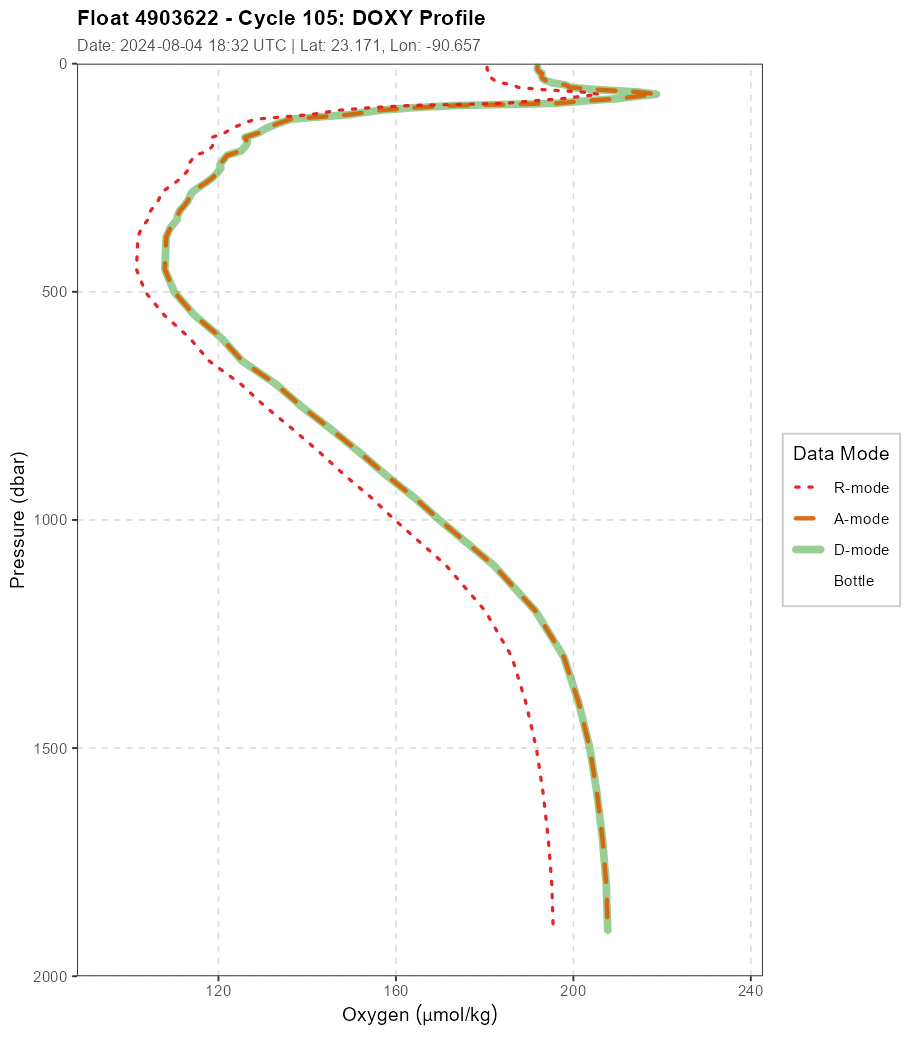 Float 4903622 - Cycle 105: DOXY Profile
Date: 2024-08-04 18:32 UTC | Lat: 23.171, Lon: -90.657
0
500
1000
1500
2000
Pressure (dbar)
120
160
200
240
Oxygen (μmol/kg)
Data Mode
R-mode
A-mode
D-mode
Bottle